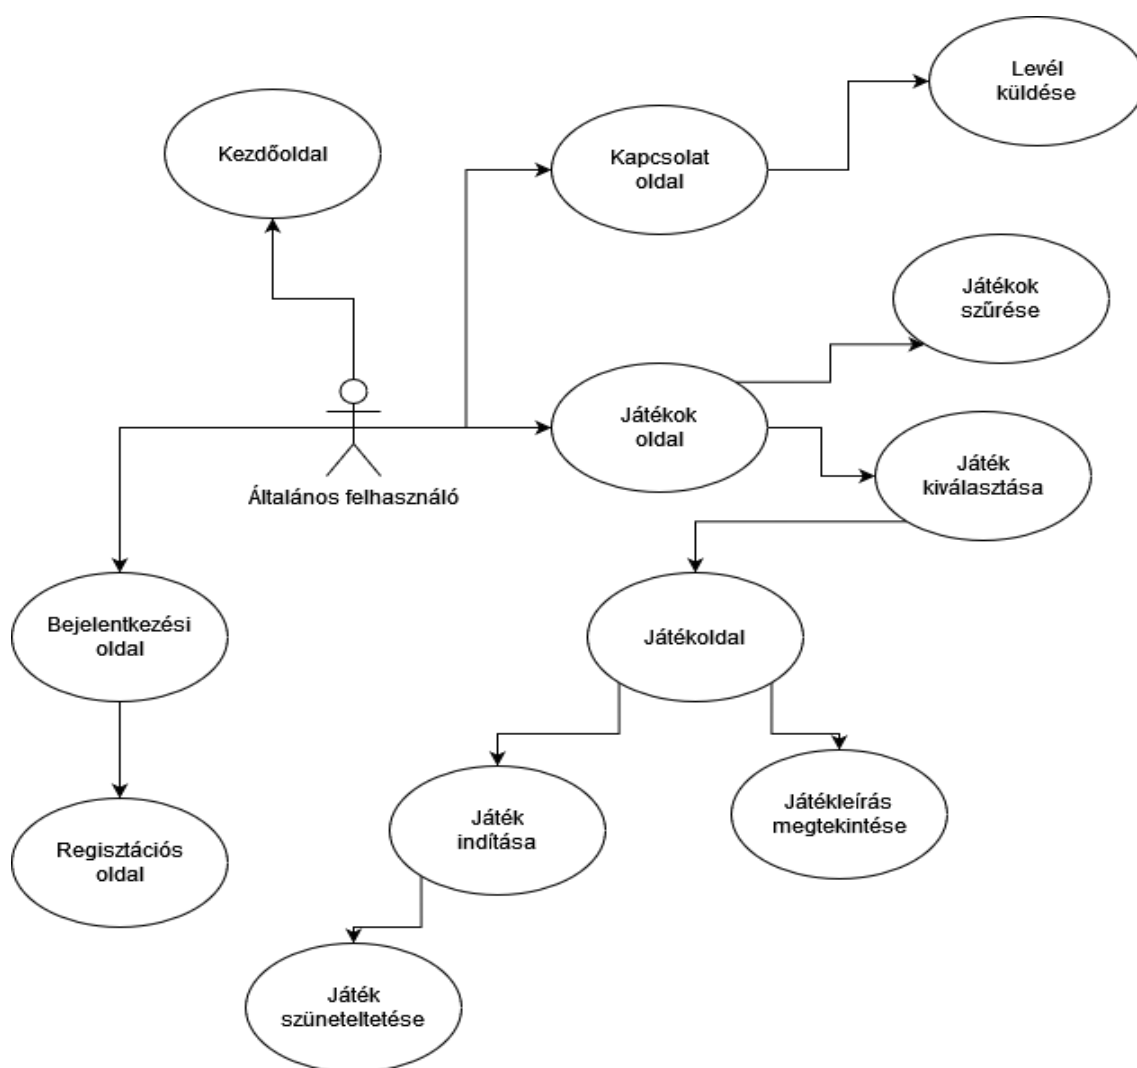 Levél
küldése
Kezdőoldal
Kapcsolat
oldal
Játékok
szűrése
Játékok
oldal
Játék
kiválasztása
Általános felhasználó
Bejelentkezési
oldal
Játékoldal
Játék
indítása
Játékleírás
megtekintése
Regisztációs
oldal
Játék
szüneteltetése